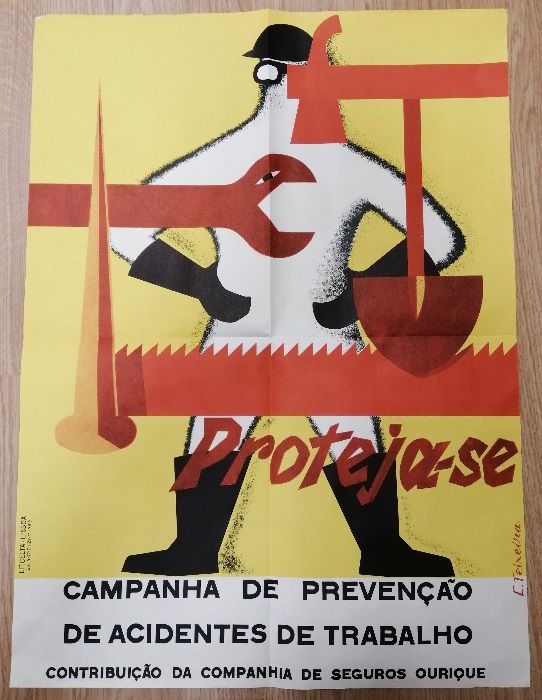 Proteja-se
L. Teixeira
CAMPANHA DE PREVENÇÃO
DE ACIDENTES DE TRABALHO
CONTRIBUIÇÃO DA COMPANHIA DE SEGUROS OURIQUE